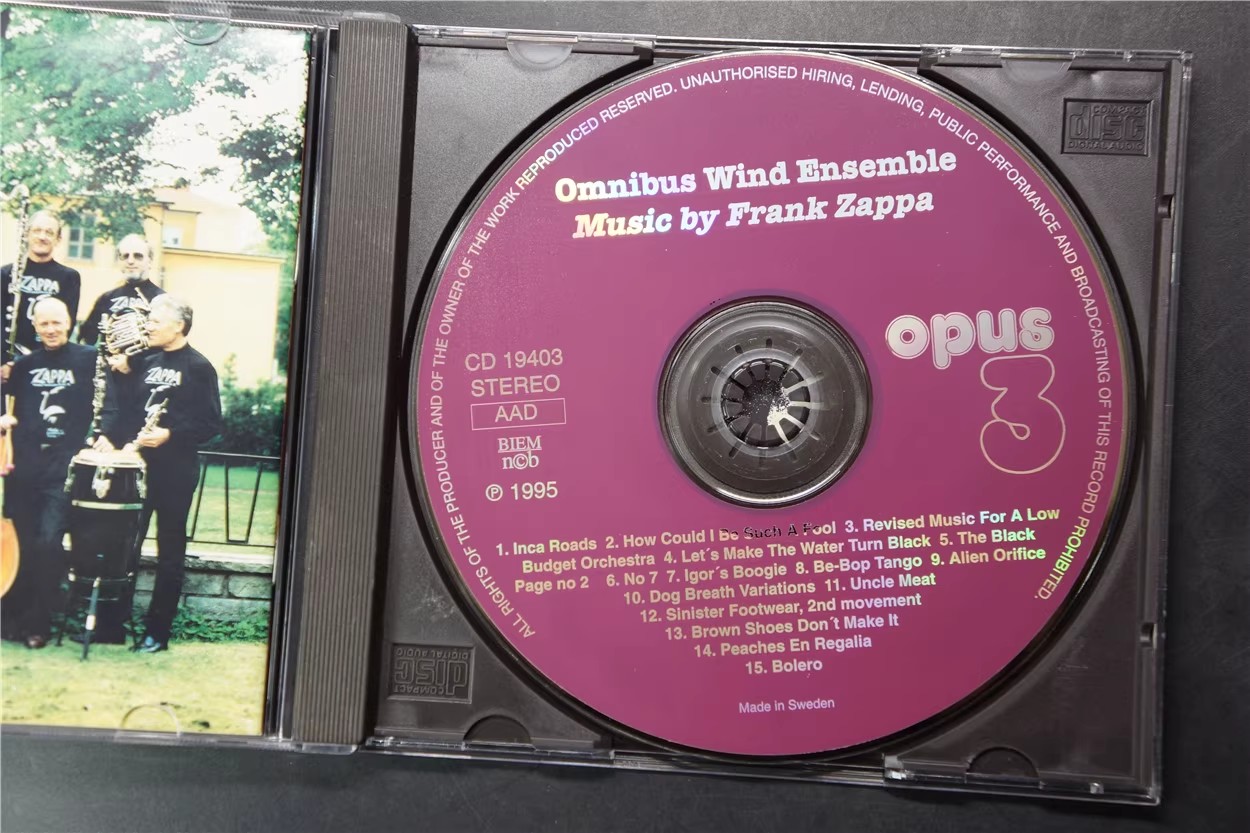 ALL RIGHTS OF THE PRODUCER AND OF THE OWNER OF THE WORK REPRODUCED RESERVED. UNAUTHORISED HIRING, LENDING, PUBLIC PERFORMANCE AND BROADCASTING OF THIS RECORD PROHIBITED.
Omnibus Wind Ensemble
Music by Frank Zappa
opus
3
CD 19403
STEREO
AAD
BIEM
n©b
℗ 1995
1. Inca Roads 2. How Could I Be Such A Fool 3. Revised Music For A Low
Budget Orchestra 4. Let´s Make The Water Turn Black 5. The Black
Page no 2 6. No 7 7. Igor´s Boogie 8. Be-Bop Tango 9. Alien Orifice
10. Dog Breath Variations 11. Uncle Meat
12. Sinister Footwear, 2nd movement
13. Brown Shoes Don´t Make It
14. Peaches En Regalia
15. Bolero
Made in Sweden
COMPACT
disc
DIGITAL AUDIO
COMPACT
disc
DIGITAL AUDIO
ZAPPA
ZAPPA
ZAPPA
ZAPPA